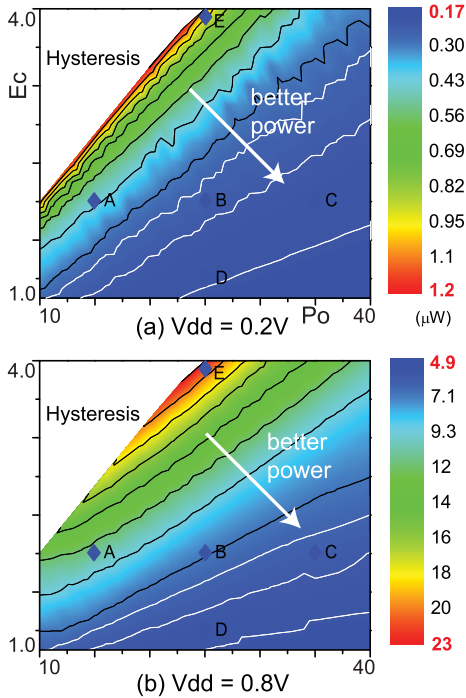 4.0
Ec
1.0
Hysteresis
E
better
power
A
B
C
D
10
Po
40
(a) Vdd = 0.2V
0.17
0.30
0.43
0.56
0.69
0.82
0.95
1.1
1.2
(μW)
4.0
1.0
Hysteresis
E
better
power
A
B
C
D
10
40
(b) Vdd = 0.8V
4.9
7.1
9.3
12
14
16
18
20
23